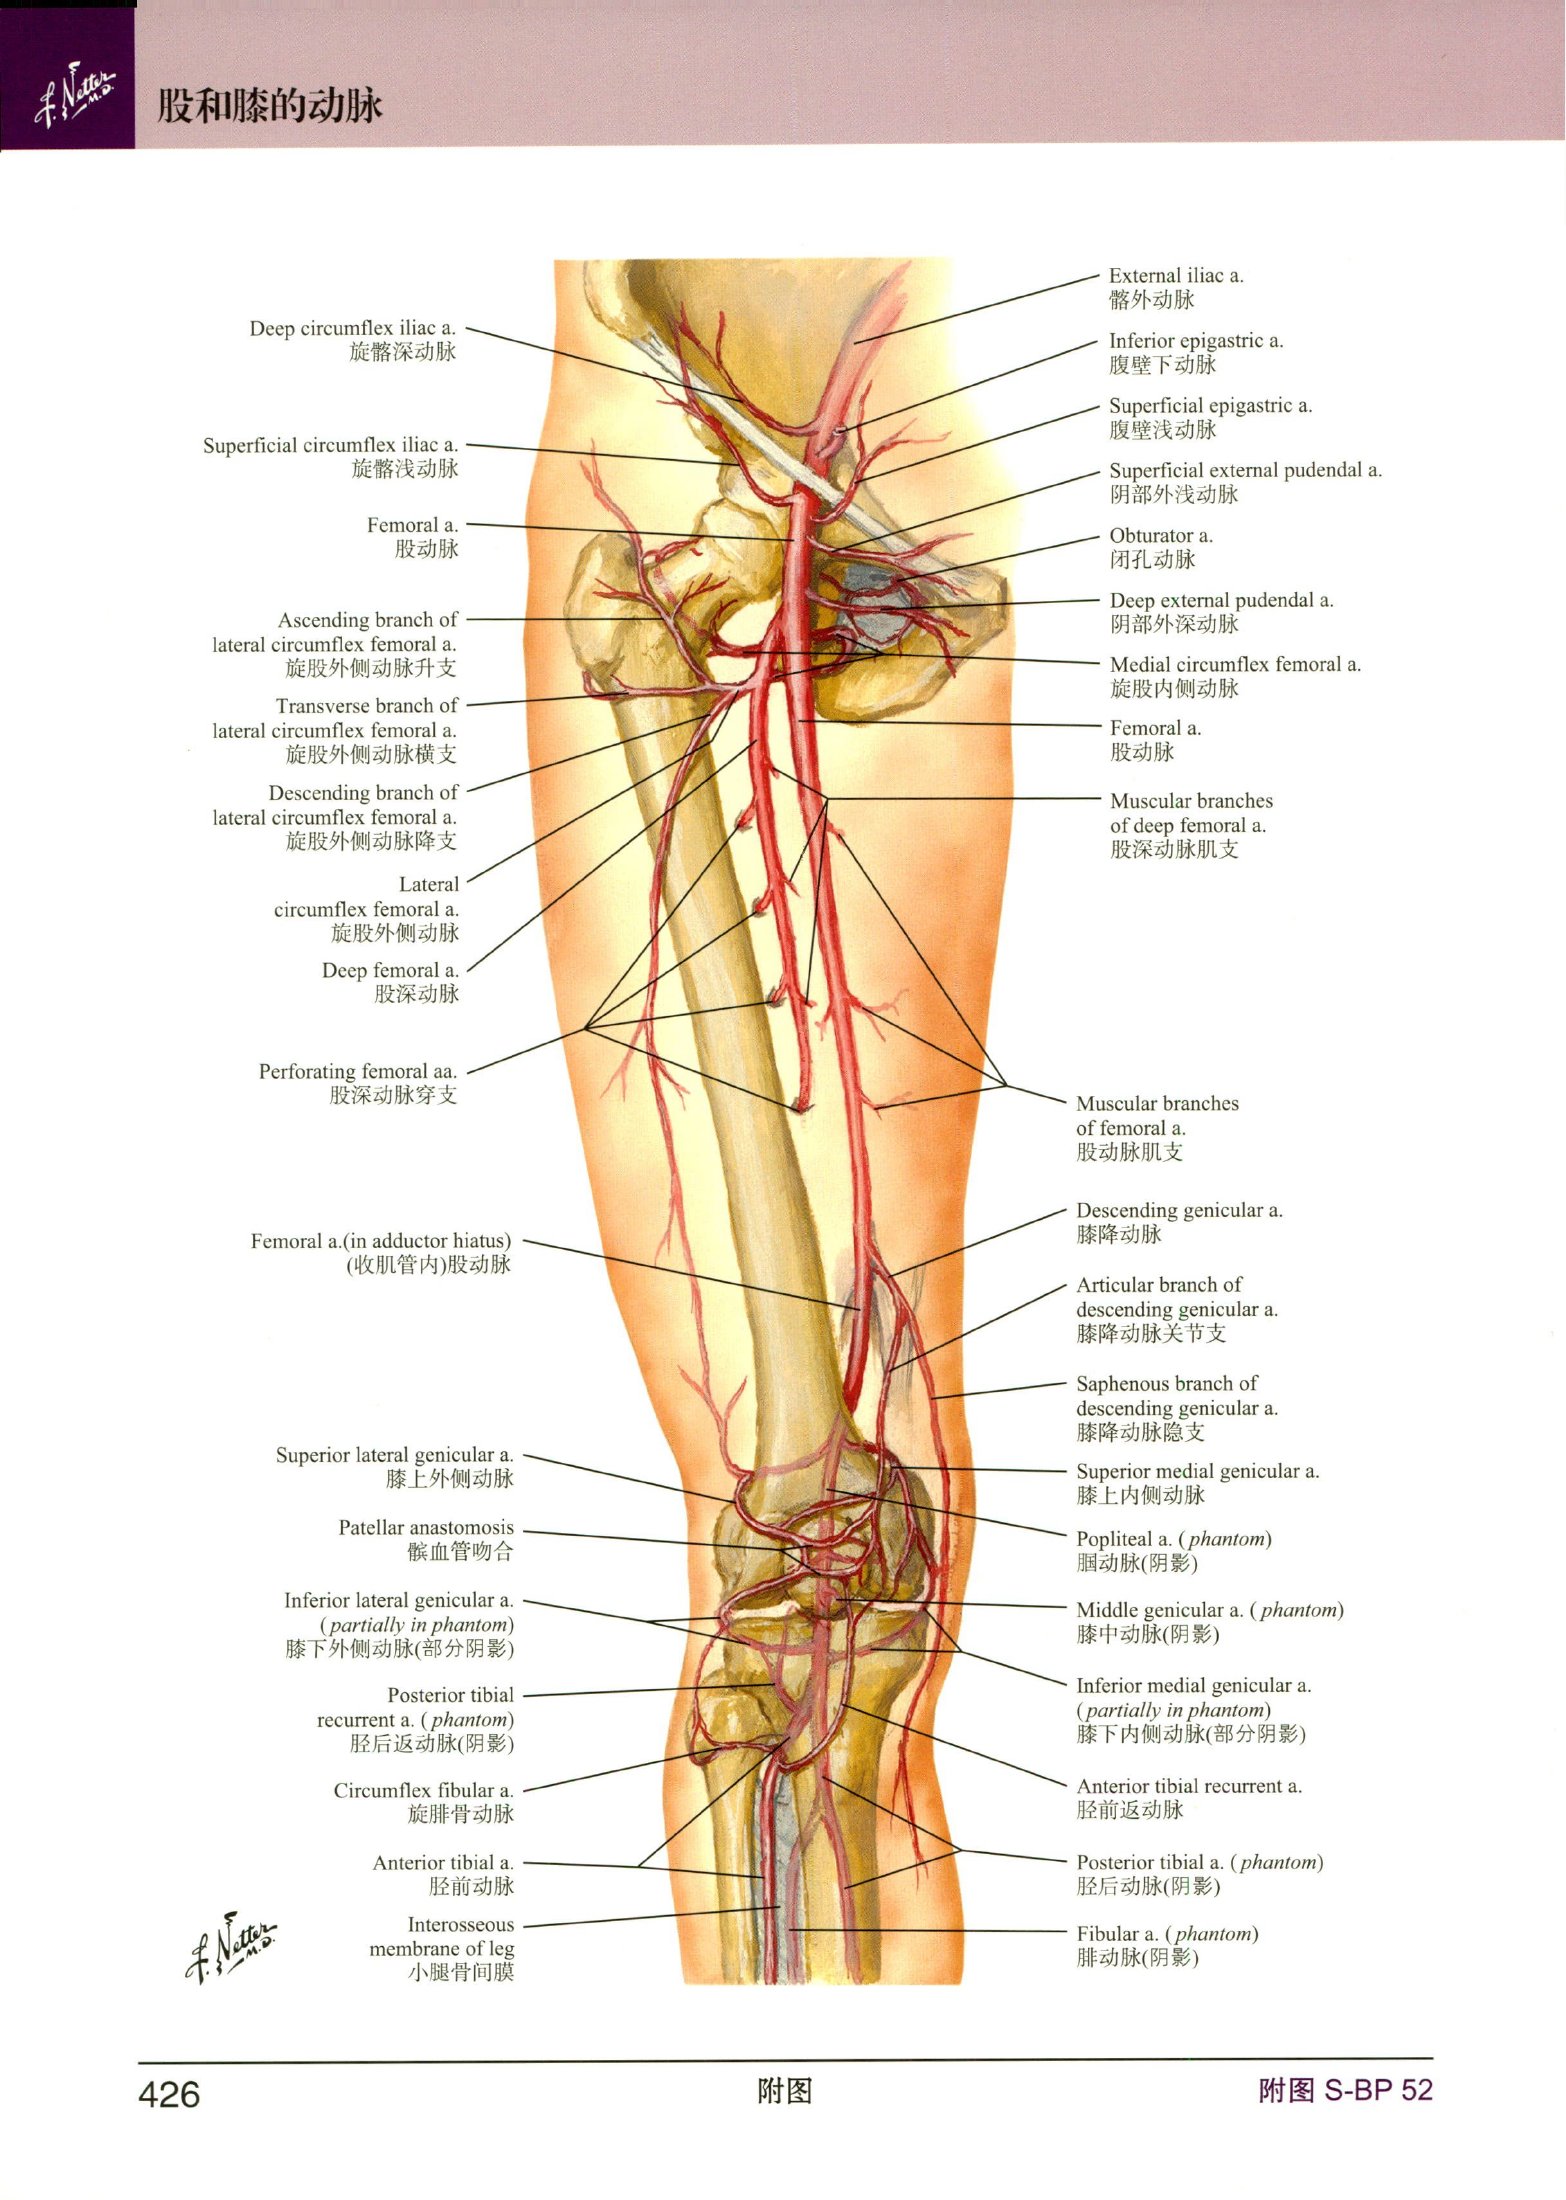 F. Netter M.D.
股和膝的动脉
Deep circumflex iliac a.
旋髂深动脉
Superficial circumflex iliac a.
旋髂浅动脉
Femoral a.
股动脉
Ascending branch of
lateral circumflex femoral a.
旋股外侧动脉升支
Transverse branch of
lateral circumflex femoral a.
旋股外侧动脉横支
Descending branch of
lateral circumflex femoral a.
旋股外侧动脉降支
Lateral
circumflex femoral a.
旋股外侧动脉
Deep femoral a.
股深动脉
Perforating femoral aa.
股深动脉穿支
Femoral a.(in adductor hiatus)
(收肌管内)股动脉
Superior lateral genicular a.
膝上外侧动脉
Patellar anastomosis
髌血管吻合
Inferior lateral genicular a.
(partially in phantom)
膝下外侧动脉(部分阴影)
Posterior tibial
recurrent a. (phantom)
胫后返动脉(阴影)
Circumflex fibular a.
旋腓骨动脉
Anterior tibial a.
胫前动脉
Interosseous
membrane of leg
小腿骨间膜
External iliac a.
髂外动脉
Inferior epigastric a.
腹壁下动脉
Superficial epigastric a.
腹壁浅动脉
Superficial external pudendal a.
阴部外浅动脉
Obturator a.
闭孔动脉
Deep external pudendal a.
阴部外深动脉
Medial circumflex femoral a.
旋股内侧动脉
Femoral a.
股动脉
Muscular branches
of deep femoral a.
股深动脉肌支
Muscular branches
of femoral a.
股动脉肌支
Descending genicular a.
膝降动脉
Articular branch of
descending genicular a.
膝降动脉关节支
Saphenous branch of
descending genicular a.
膝降动脉隐支
Superior medial genicular a.
膝上内侧动脉
Popliteal a. (phantom)
腘动脉(阴影)
Middle genicular a. (phantom)
膝中动脉(阴影)
Inferior medial genicular a.
(partially in phantom)
膝下内侧动脉(部分阴影)
Anterior tibial recurrent a.
胫前返动脉
Posterior tibial a. (phantom)
胫后动脉(阴影)
Fibular a. (phantom)
腓动脉(阴影)
F. Netter M.D.
426
附图
附图 S-BP 52